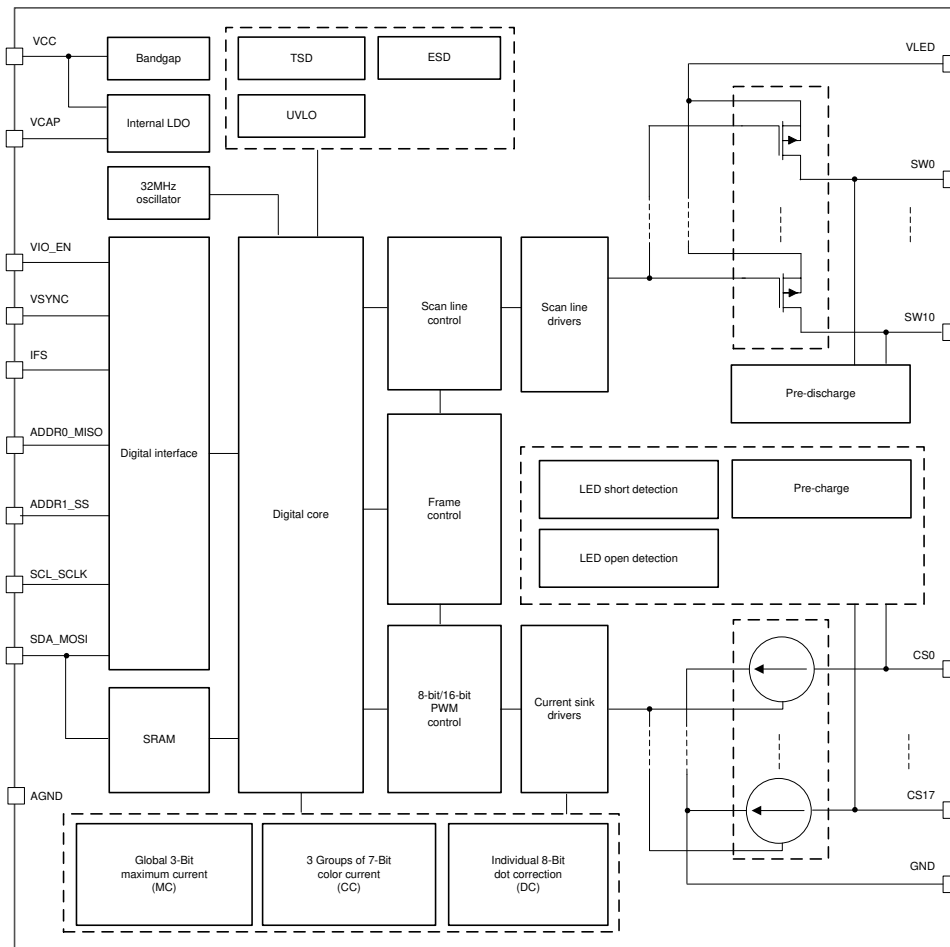 VCC
VCAP
VIO_EN
VSYNC
IFS
ADDR0_MISO
ADDR1_SS
SCL_SCLK
SDA_MOSI
AGND
Bandgap
Internal LDO
32MHz
oscillator
TSD
ESD
UVLO
Digital interface
SRAM
Digital core
Scan line
control
Scan line
drivers
Frame
control
8-bit/16-bit
PWM
control
Current sink
drivers
LED short detection
Pre-charge
LED open detection
Pre-discharge
Global 3-Bit
maximum current
(MC)
3 Groups of 7-Bit
color current
(CC)
Individual 8-Bit
dot correction
(DC)
VLED
SW0
SW10
CS0
CS17
GND